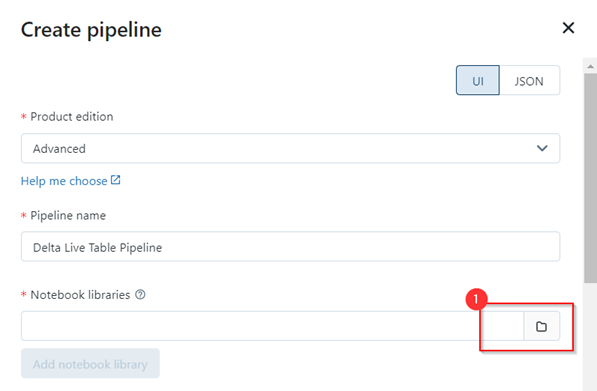 Create pipeline
UI JSON
* Product edition
Advanced
Help me choose
* Pipeline name
Delta Live Table Pipeline
* Notebook libraries
1
Add notebook library